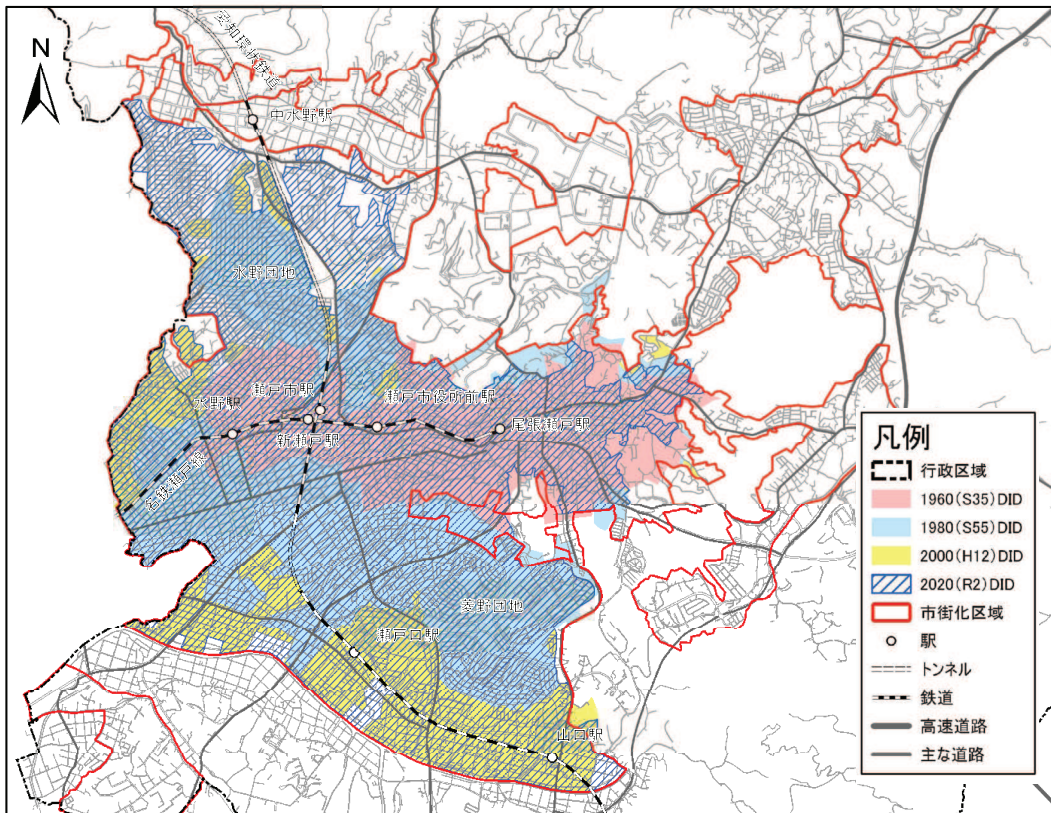 愛知環状鉄道
N
中水野駅
水野団地
水野駅
瀬戸市駅
瀬戸市役所前駅
新瀬戸駅
尾張瀬戸駅
名鉄瀬戸線
菱野団地
瀬戸口駅
山口駅
凡例
行政区域
1960(S35)DID
1980(S55)DID
2000(H12)DID
2020(R2)DID
市街化区域
駅
トンネル
鉄道
高速道路
主な道路